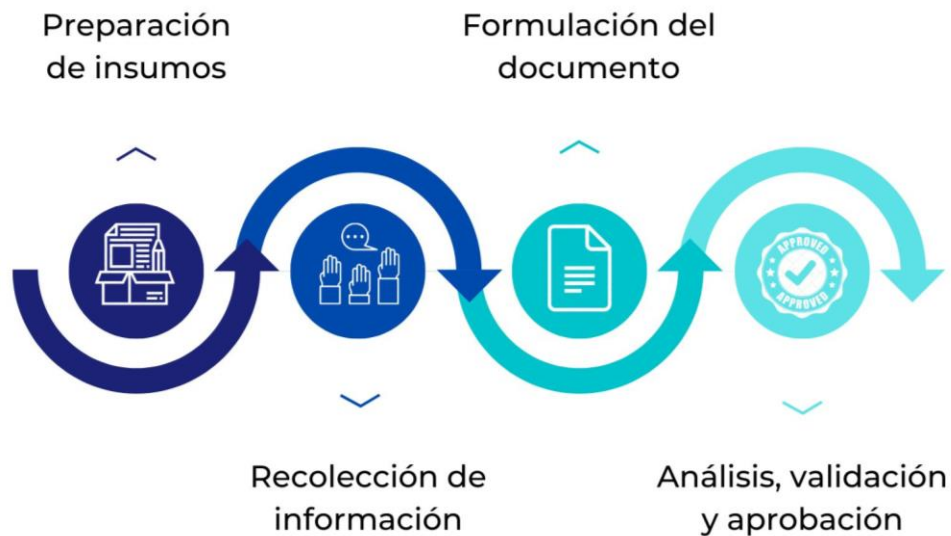 Preparación
de insumos
Formulación del
documento
APPROVED
APPROVED
Recolección de
información
Análisis, validación
y aprobación